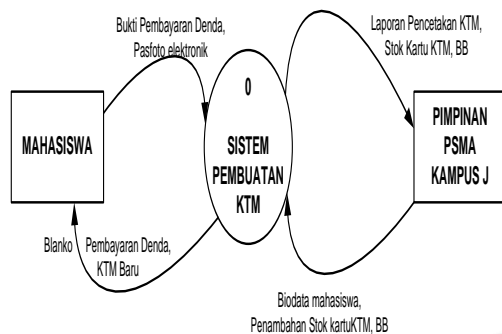 Bukti Pembayaran Denda,
Pasfoto elektronik
Laporan Pencetakan KTM,
Stok Kartu KTM, BB
MAHASISWA
0
SISTEM
PEMBUATAN
KTM
PIMPINAN
PSMA
KAMPUS J
Blanko Pembayaran Denda,
KTM Baru
Biodata mahasiswa,
Penambahan Stok kartuKTM, BB